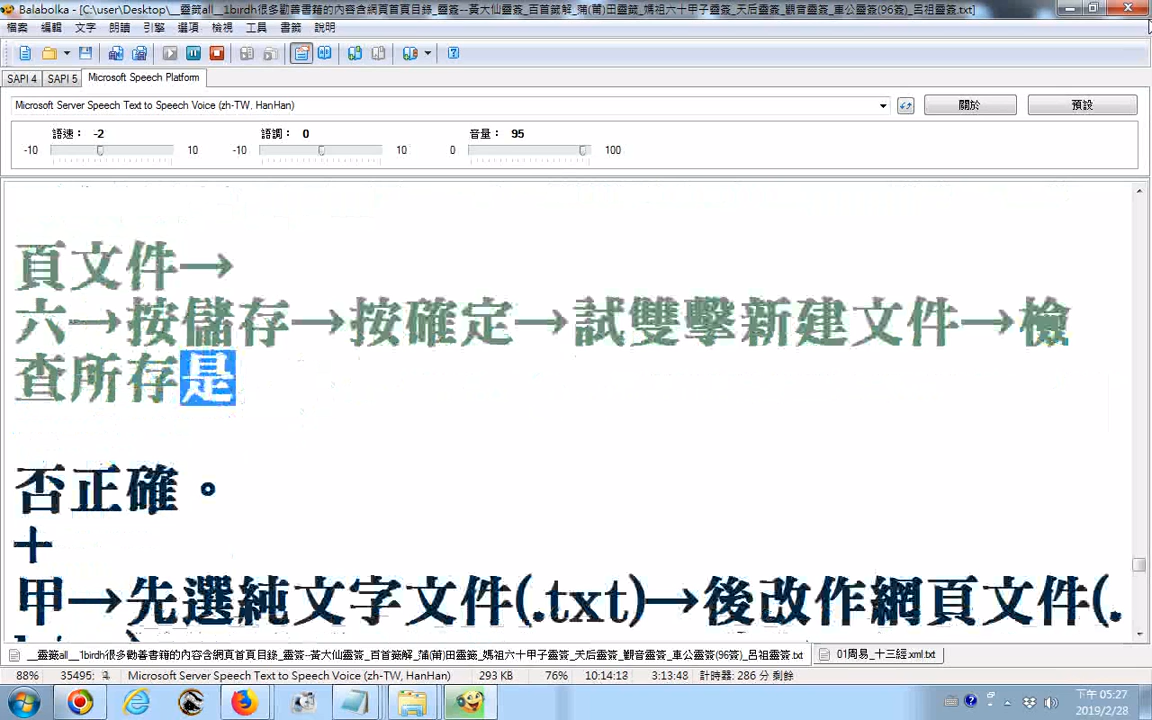 Balabolka - [C:\user\Desktop\__靈籤all__1birdh很多勸善書籍的內容含網頁首頁目錄_靈簽--黃大仙靈簽_百首籤解_蒲(莆)田靈籤_媽祖六十甲子靈簽_天后靈簽_觀音靈簽_車公靈簽(96簽)_呂祖靈簽.txt]
檔案 編輯 文字 朗讀 引擎 選項 檢視 工具 書籤 說明
SAPI 4 SAPI 5 Microsoft Speech Platform
Microsoft Server Speech Text to Speech Voice (zh-TW, HanHan) 關於 預設
語速： -2 語調： 0 音量： 95
-10 10 -10 10 0 100
頁文件→
六→按儲存→按確定→試雙擊新建文件→檢
查所存是
否正確。
＋
甲→先選純文字文件(.txt)→後改作網頁文件(.
__靈籤all__1birdh很多勸善書籍的內容含網頁首頁目錄_靈簽--黃大仙靈簽_百首籤解_蒲(莆)田靈籤_媽祖六十甲子靈簽_天后靈簽_觀音靈簽_車公靈簽(96簽)_呂祖靈簽.txt 01周易_十三經.xml.txt
88% 35495: Microsoft Server Speech Text to Speech Voice (zh-TW, HanHan) 293 KB 76% 10:14:13 3:13:48 計時器: 286 分 剩餘
下午 05:27
2019/2/28